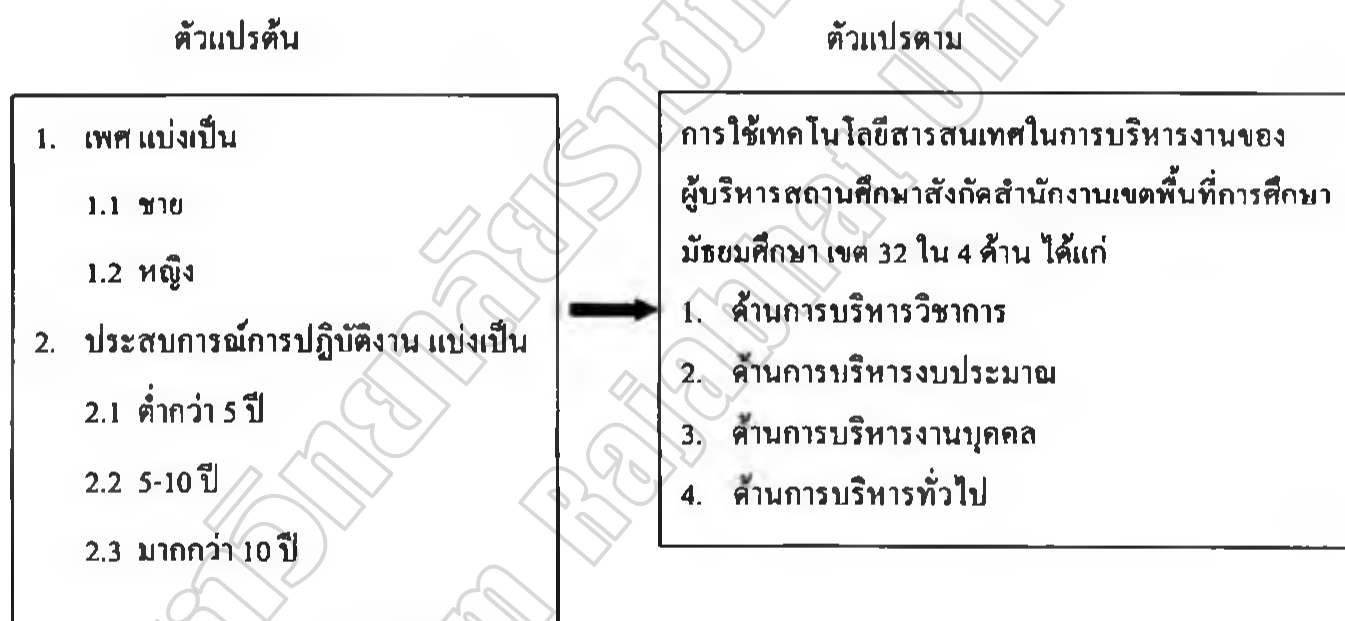 ตัวแปรต้น
1. เพศ แบ่งเป็น
1.1 ชาย
1.2 หญิง
2. ประสบการณ์การปฏิบัติงาน แบ่งเป็น
2.1 ต่ำกว่า 5 ปี
2.2 5-10 ปี
2.3 มากกว่า 10 ปี
ตัวแปรตาม
การใช้เทคโนโลยีสารสนเทศในการบริหารงานของ
ผู้บริหารสถานศึกษาสังกัดสำนักงานเขตพื้นที่การศึกษา
มัธยมศึกษา เขต 32 ใน 4 ด้าน ได้แก่
1. ด้านการบริหารวิชาการ
2. ด้านการบริหารงบประมาณ
3. ด้านการบริหารงานบุคคล
4. ด้านการบริหารทั่วไป
Rajabhat